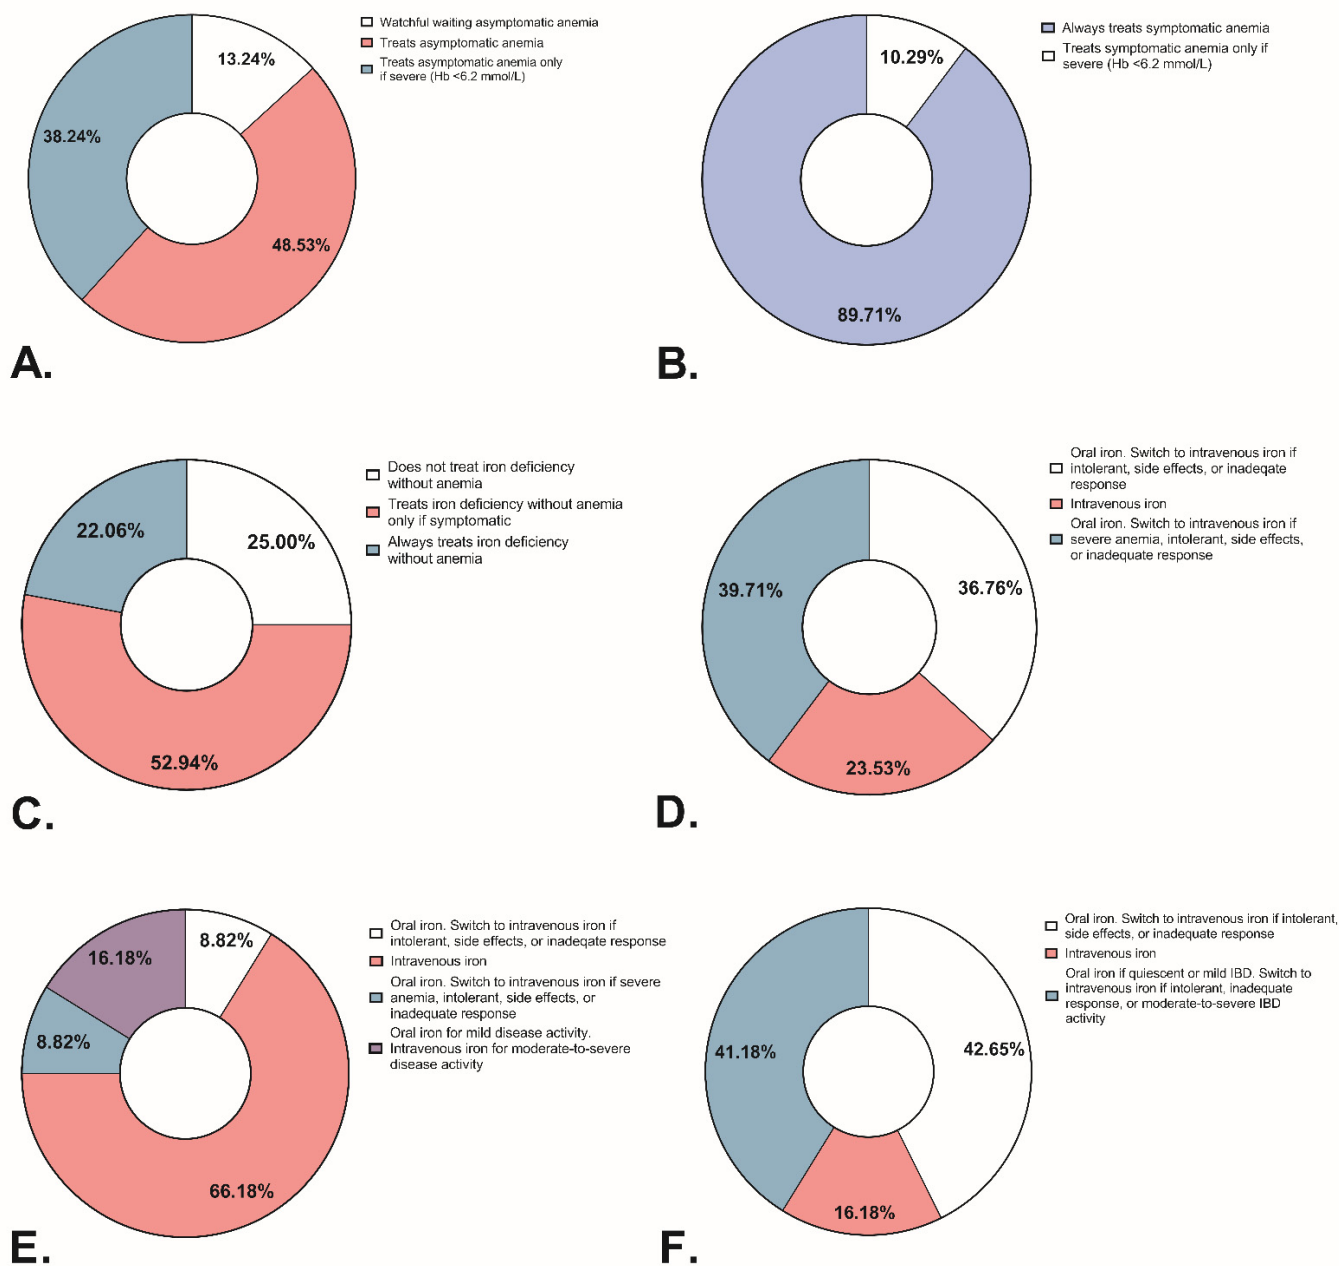 Watchful waiting asymptomatic anemia
Treats asymptomatic anemia
Treats asymptomatic anemia only
if severe (Hb <6.2 mmol/L)
13.24%
38.24%
48.53%
A.
Always treats symptomatic anemia
Treats symptomatic anemia only if
severe (Hb <6.2 mmol/L)
10.29%
89.71%
B.
Does not treat iron deficiency
without anemia
Treats iron deficiency without anemia
only if symptomatic
Always treats iron deficiency
without anemia
22.06%
25.00%
52.94%
C.
Oral iron. Switch to intravenous iron if
intolerant, side effects, or inadeqate
response
Intravenous iron
Oral iron. Switch to intravenous iron if
severe anemia, intolerant, side effects,
or inadequate response
39.71%
36.76%
23.53%
D.
Oral iron. Switch to intravenous iron if
intolerant, side effects, or inadeqate response
Intravenous iron
Oral iron. Switch to intravenous iron if severe
anemia, intolerant, side effects, or
inadequate response
Oral iron for mild disease activity.
Intravenous iron for moderate-to-severe
disease activity
8.82%
16.18%
8.82%
66.18%
E.
Oral iron. Switch to intravenous iron if intolerant,
side effects, or inadequate response
Intravenous iron
Oral iron if quiescent or mild IBD. Switch to
intravenous iron if intolerant, inadequate
response, or moderate-to-severe IBD
activity
41.18%
42.65%
16.18%
F.